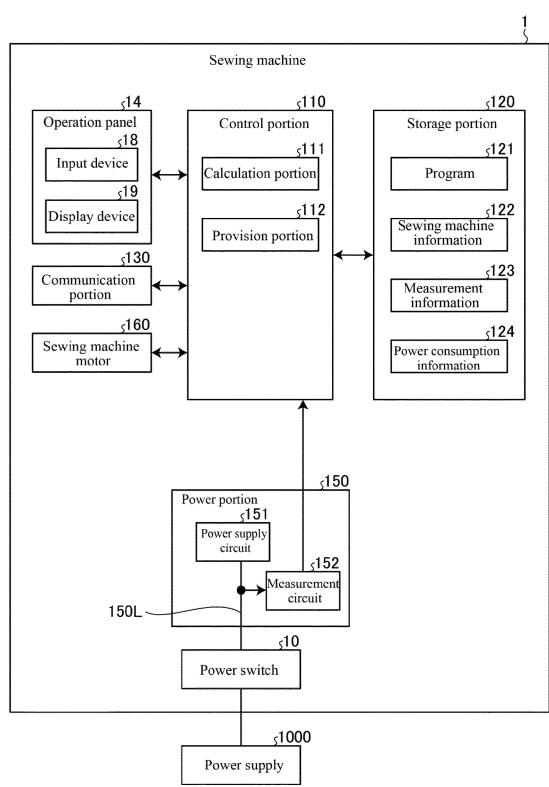 1
Sewing machine
14
Operation panel
18
Input device
19
Display device
130
Communication
portion
160
Sewing machine
motor
110
Control portion
111
Calculation portion
112
Provision portion
120
Storage portion
121
Program
122
Sewing machine
information
123
Measurement
information
124
Power consumption
information
150
Power portion
151
Power supply
circuit
152
Measurement
circuit
150L
10
Power switch
1000
Power supply